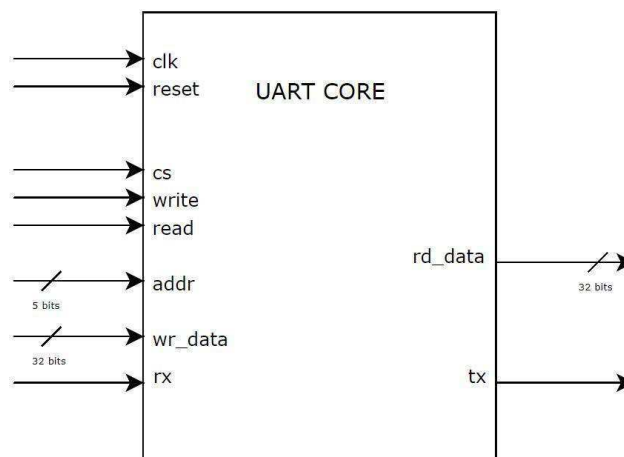 clk
reset
UART CORE
cs
write
read
addr
5 bits
wr_data
32 bits
rx
rd_data
32 bits
tx